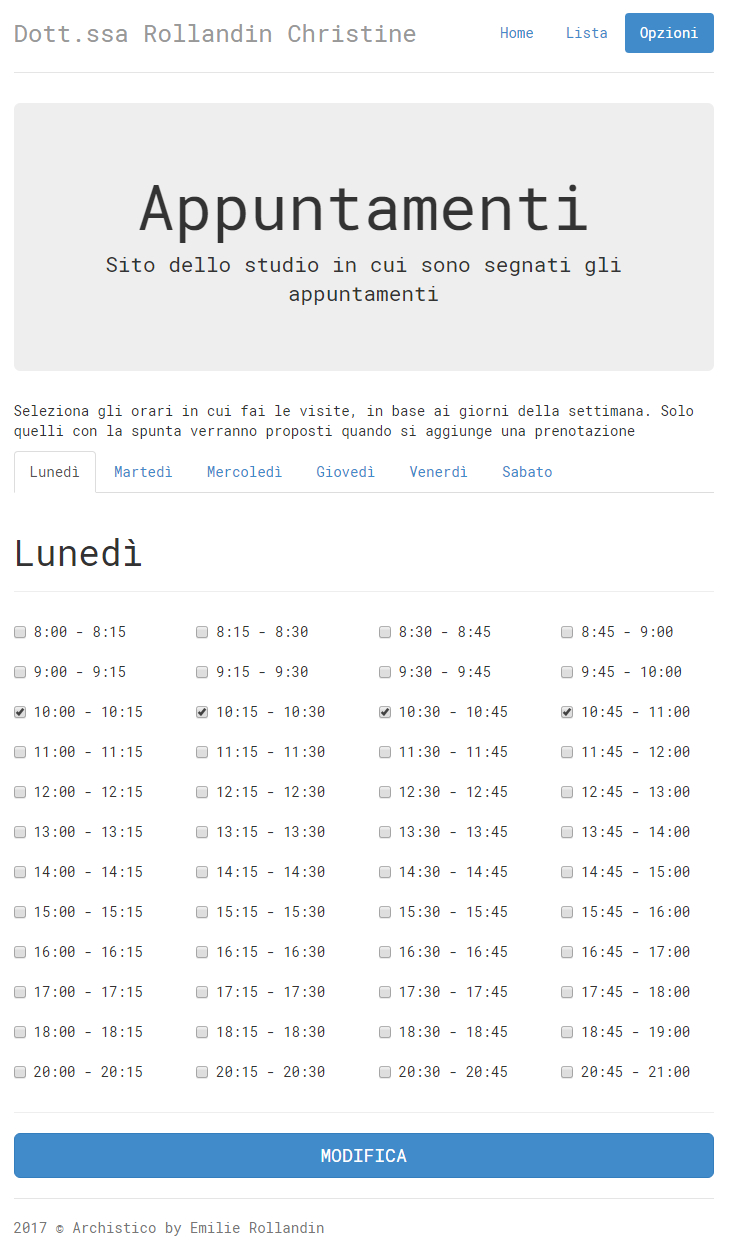 Dott.ssa Rollandin Christine Home Lista Opzioni
Appuntamenti
Sito dello studio in cui sono segnati gli
appuntamenti
Seleziona gli orari in cui fai le visite, in base ai giorni della settimana. Solo
quelli con la spunta verranno proposti quando si aggiunge una prenotazione
Lunedì Martedì Mercoledì Giovedì Venerdì Sabato
Lunedì
8:00 - 8:15 8:15 - 8:30 8:30 - 8:45 8:45 - 9:00
9:00 - 9:15 9:15 - 9:30 9:30 - 9:45 9:45 - 10:00
10:00 - 10:15 10:15 - 10:30 10:30 - 10:45 10:45 - 11:00
11:00 - 11:15 11:15 - 11:30 11:30 - 11:45 11:45 - 12:00
12:00 - 12:15 12:15 - 12:30 12:30 - 12:45 12:45 - 13:00
13:00 - 13:15 13:15 - 13:30 13:30 - 13:45 13:45 - 14:00
14:00 - 14:15 14:15 - 14:30 14:30 - 14:45 14:45 - 15:00
15:00 - 15:15 15:15 - 15:30 15:30 - 15:45 15:45 - 16:00
16:00 - 16:15 16:15 - 16:30 16:30 - 16:45 16:45 - 17:00
17:00 - 17:15 17:15 - 17:30 17:30 - 17:45 17:45 - 18:00
18:00 - 18:15 18:15 - 18:30 18:30 - 18:45 18:45 - 19:00
20:00 - 20:15 20:15 - 20:30 20:30 - 20:45 20:45 - 21:00
MODIFICA
2017 © Archistico by Emilie Rollandin